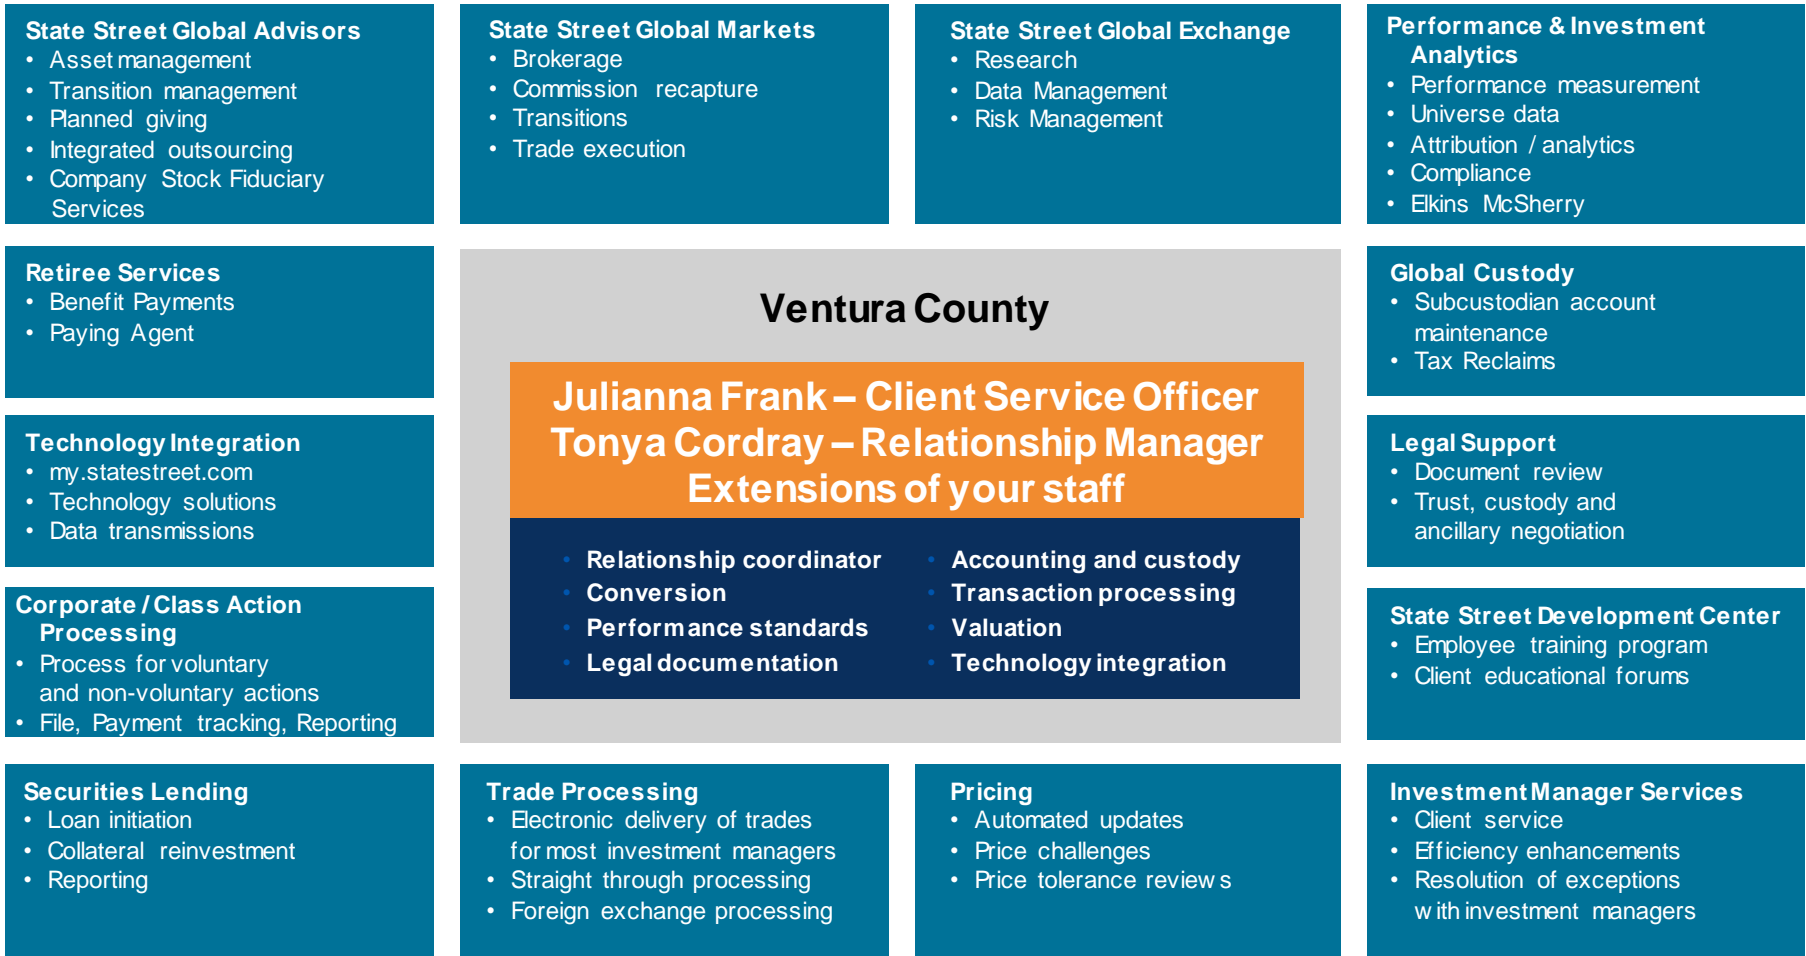 State Street Global Advisors
• Asset management
• Transition management
• Planned giving
• Integrated outsourcing
• Company Stock Fiduciary
Services
State Street Global Markets
• Brokerage
• Commission recapture
• Transitions
• Trade execution
State Street Global Exchange
• Research
• Data Management
• Risk Management
Performance & Investment
Analytics
• Performance measurement
• Universe data
• Attribution / analytics
• Compliance
• Elkins McSherry
Retiree Services
• Benefit Payments
• Paying Agent
Technology Integration
• my.statestreet.com
• Technology solutions
• Data transmissions
Corporate / Class Action
Processing
• Process for voluntary
and non-voluntary actions
• File, Payment tracking, Reporting
Ventura County
Julianna Frank – Client Service Officer
Tonya Cordray – Relationship Manager
Extensions of your staff
• Relationship coordinator
• Conversion
• Performance standards
• Legal documentation
• Accounting and custody
• Transaction processing
• Valuation
• Technology integration
Global Custody
• Subcustodian account
maintenance
• Tax Reclaims
Legal Support
• Document review
• Trust, custody and
ancillary negotiation
State Street Development Center
• Employee training program
• Client educational forums
Securities Lending
• Loan initiation
• Collateral reinvestment
• Reporting
Trade Processing
• Electronic delivery of trades
for most investment managers
• Straight through processing
• Foreign exchange processing
Pricing
• Automated updates
• Price challenges
• Price tolerance reviews
Investment Manager Services
• Client service
• Efficiency enhancements
• Resolution of exceptions
with investment managers